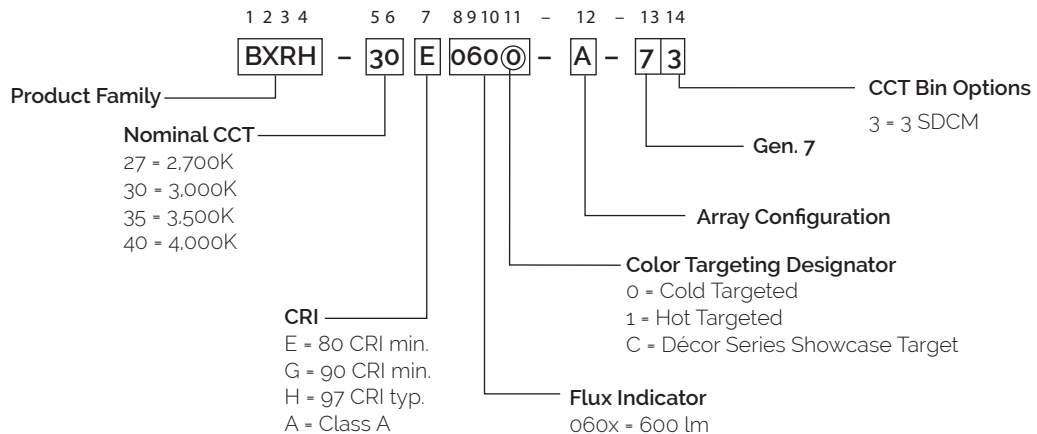 1 2 3 4 5 6 7 8 9 10 11 – 12 – 13 14
BXRH – 30 E 0600 – A – 7 3
Product Family
Nominal CCT
27 = 2,700K
30 = 3,000K
35 = 3,500K
40 = 4,000K
CRI
E = 80 CRI min.
G = 90 CRI min.
H = 97 CRI typ.
A = Class A
Flux Indicator
060x = 600 lm
Color Targeting Designator
0 = Cold Targeted
1 = Hot Targeted
C = Décor Series Showcase Target
Array Configuration
Gen. 7
CCT Bin Options
3 = 3 SDCM